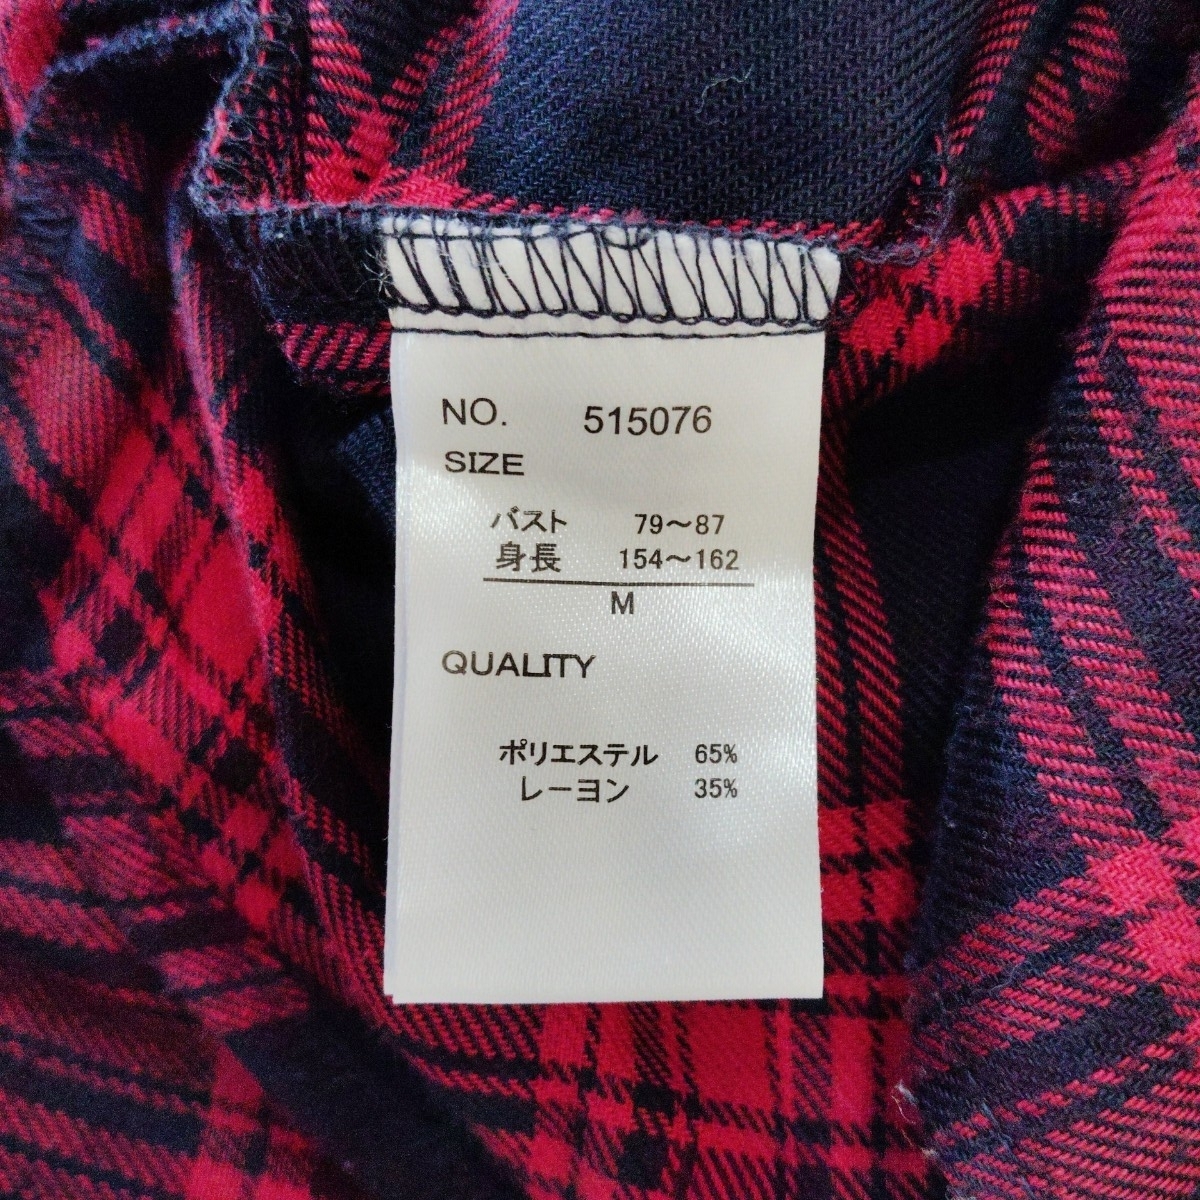 NO. 515076
SIZE
バスト 79～87
身長 154～162
M
QUALITY
ポリエステル 65%
レーヨン 35%